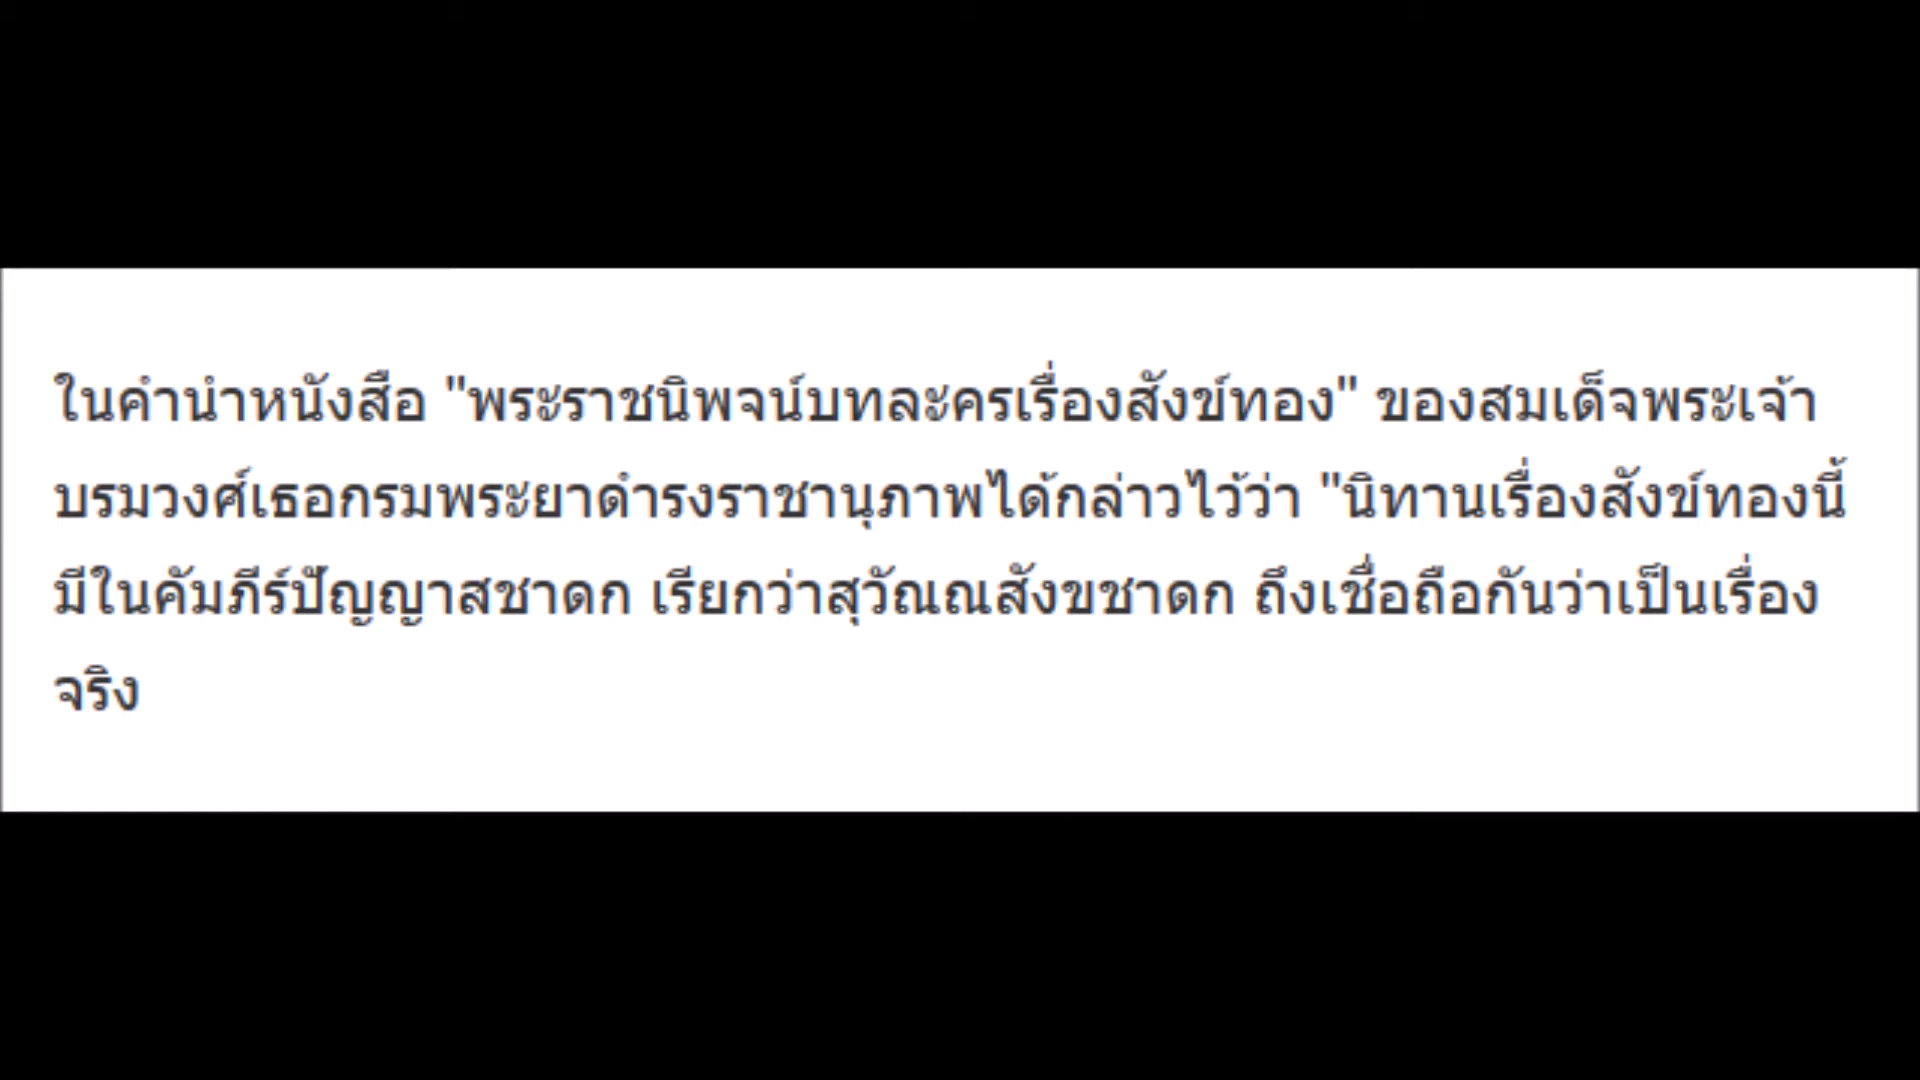 ในคำนำหนังสือ "พระราชนิพจน์บทละครเรื่องสังข์ทอง" ของสมเด็จพระเจ้า
บรมวงศ์เธอกรมพระยาดำรงราชานุภาพได้กล่าวไว้ว่า "นิทานเรื่องสังข์ทองนี้
มีในคัมภีร์ปัญญาสชาดก เรียกว่าสุวัณณสังขชาดก ถึงเชื่อถือกันว่าเป็นเรื่อง
จริง